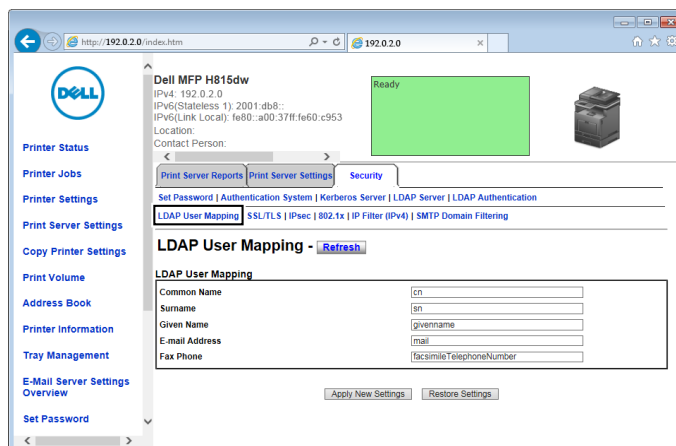 http://192.0.2.0/index.htm
192.0.2.0
DELL
Dell MFP H815dw
IPv4: 192.0.2.0
IPv6(Stateless 1): 2001:db8::
IPv6(Link Local): fe80::a00:37ff:fe60:c953
Location:
Contact Person:
Ready
Printer Status
Printer Jobs
Printer Settings
Print Server Settings
Copy Printer Settings
Print Volume
Address Book
Printer Information
Tray Management
E-Mail Server Settings
Overview
Set Password
Print Server Reports Print Server Settings Security
Set Password | Authentication System | Kerberos Server | LDAP Server | LDAP Authentication
LDAP User Mapping SSL/TLS | IPsec | 802.1x | IP Filter (IPv4) | SMTP Domain Filtering
LDAP User Mapping - Refresh
LDAP User Mapping
Common Name cn
Surname sn
Given Name givenname
E-mail Address mail
Fax Phone facsimileTelephoneNumber
Apply New Settings Restore Settings